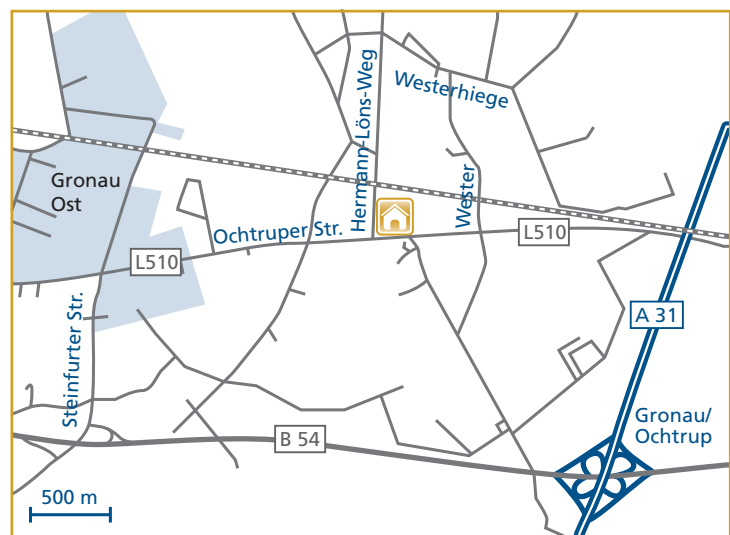 Hermann-Löns-Weg
Westerhiege
Gronau
Ost
Wester
Ochtruper Str.
L510
L510
Steinfurter Str.
A 31
Gronau/
Ochtrup
B 54
500 m